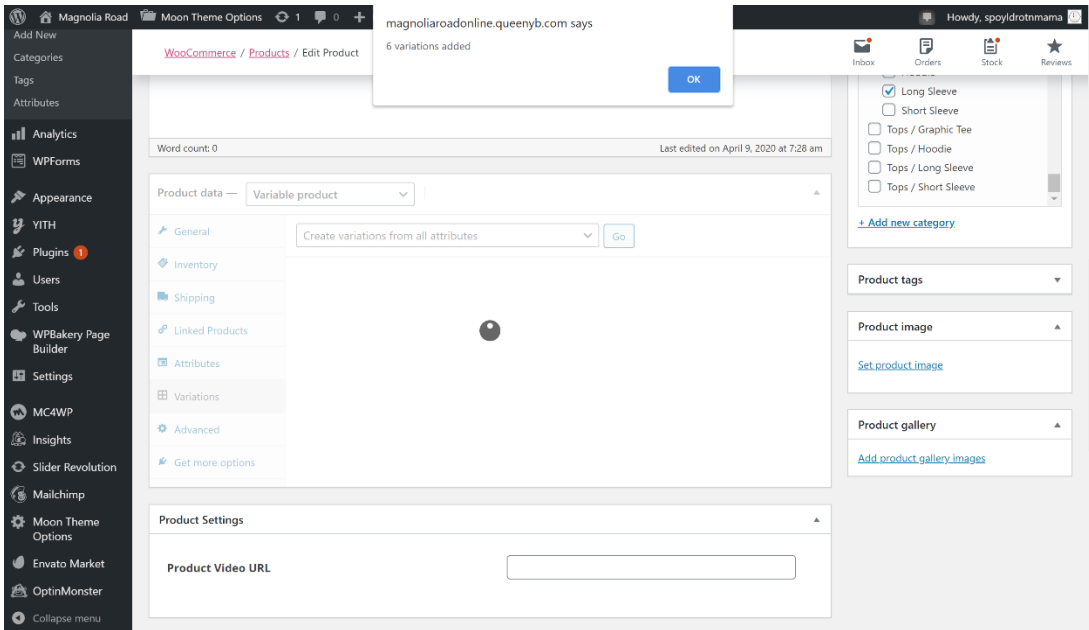 Magnolia Road
Moon Theme Options
1
0
Howdy, spoyldrotnmama
magnoliaroadonline.queenyb.com says
6 variations added
OK
Add New
Categories
Tags
Attributes
Analytics
WPForms
Appearance
YITH
Plugins 1
Users
Tools
WPBakery Page
Builder
Settings
MC4WP
Insights
Slider Revolution
Mailchimp
Moon Theme
Options
Envato Market
OptinMonster
Collapse menu
WooCommerce / Products / Edit Product
Inbox
Orders
Stock
Reviews
Word count: 0
Last edited on April 9, 2020 at 7:28 am
Product data —
Variable product
General
Inventory
Shipping
Linked Products
Attributes
Variations
Advanced
Get more options
Create variations from all attributes
Go
Product Settings
Product Video URL
Long Sleeve
Short Sleeve
Tops / Graphic Tee
Tops / Hoodie
Tops / Long Sleeve
Tops / Short Sleeve
+ Add new category
Product tags
Product image
Set product image
Product gallery
Add product gallery images